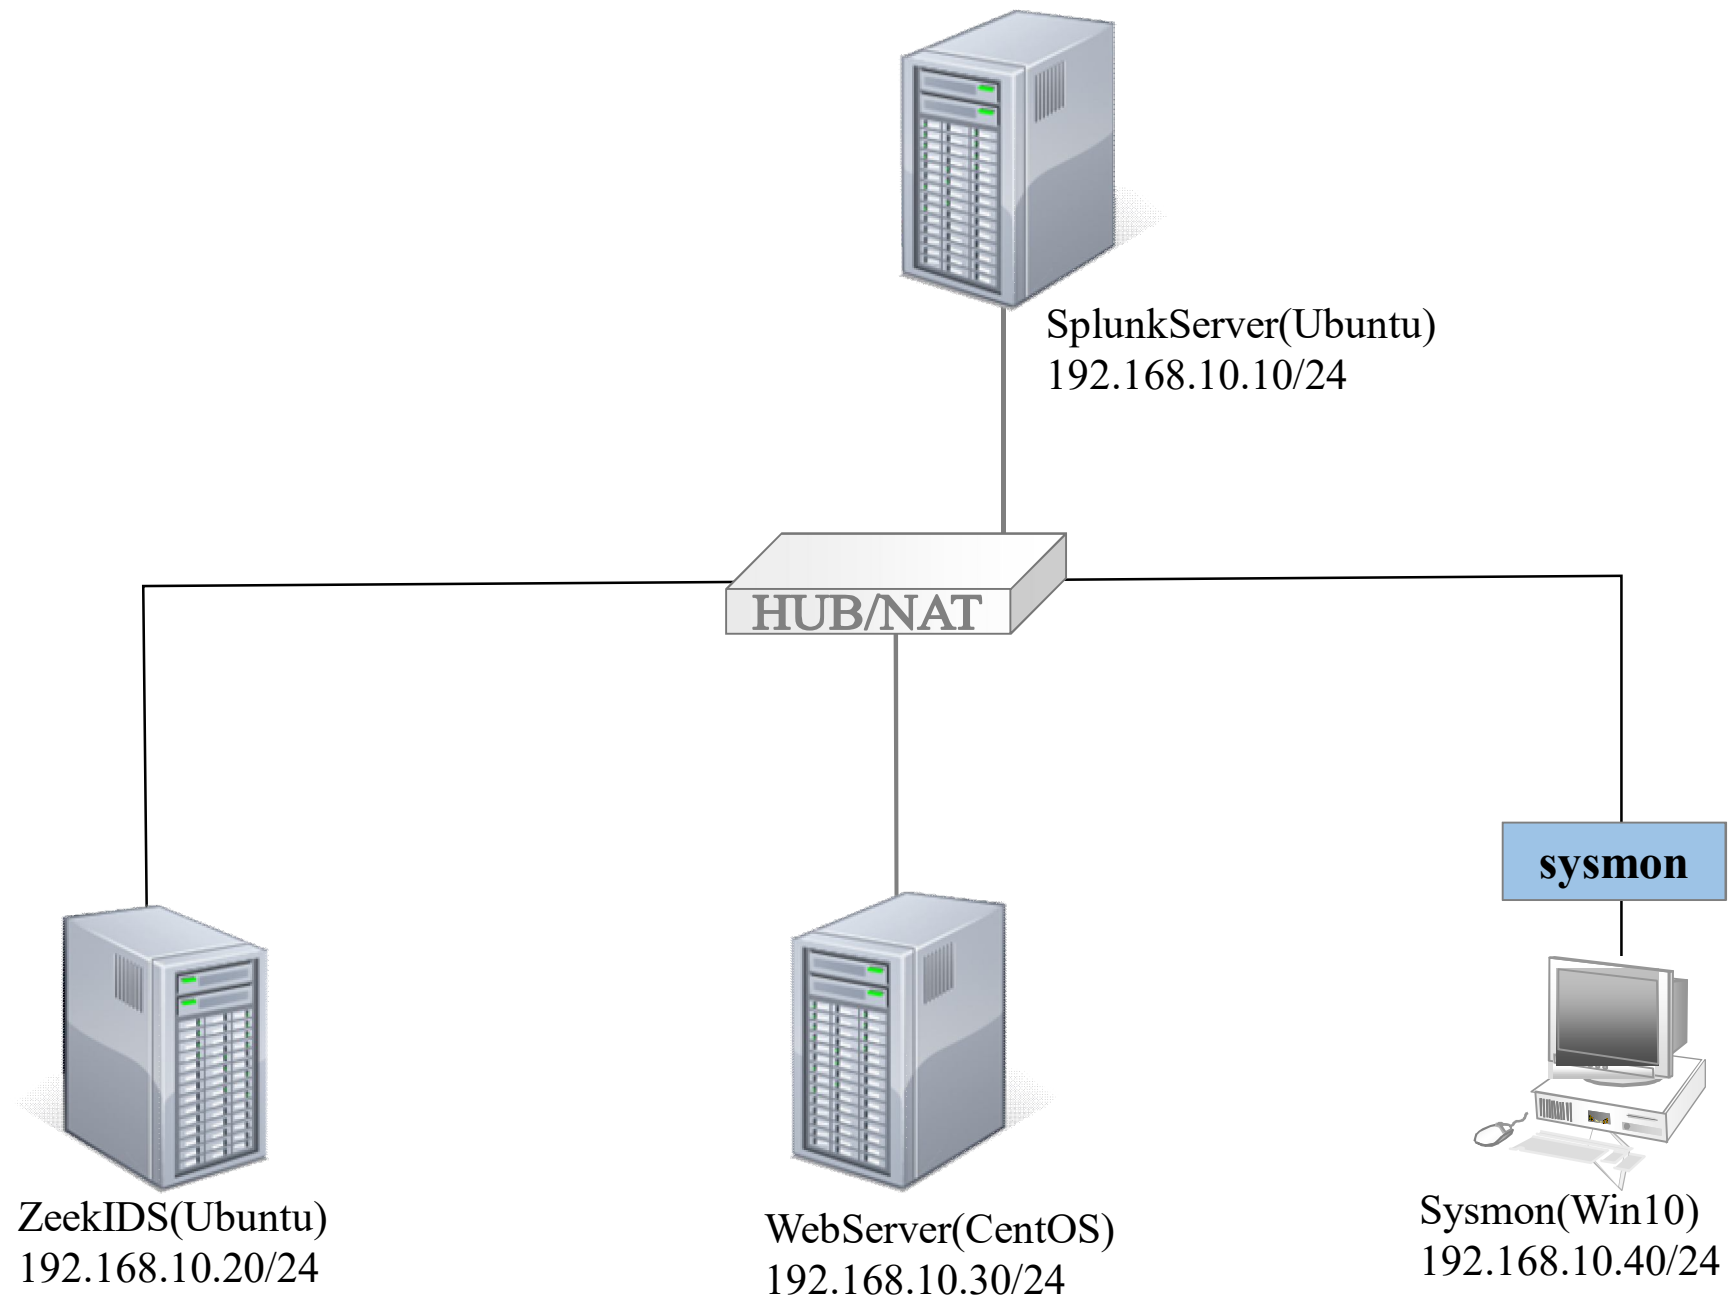 SplunkServer(Ubuntu)
192.168.10.10/24
HUB/NAT
sysmon
ZeekIDS(Ubuntu)
192.168.10.20/24
WebServer(CentOS)
192.168.10.30/24
Sysmon(Win10)
192.168.10.40/24